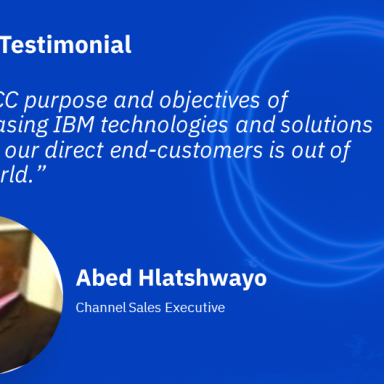 Testimonial
CC purpose and objectives of
asing IBM technologies and solutions
our direct end-customers is out of
rld.”
Abed Hlatshwayo
Channel Sales Executive